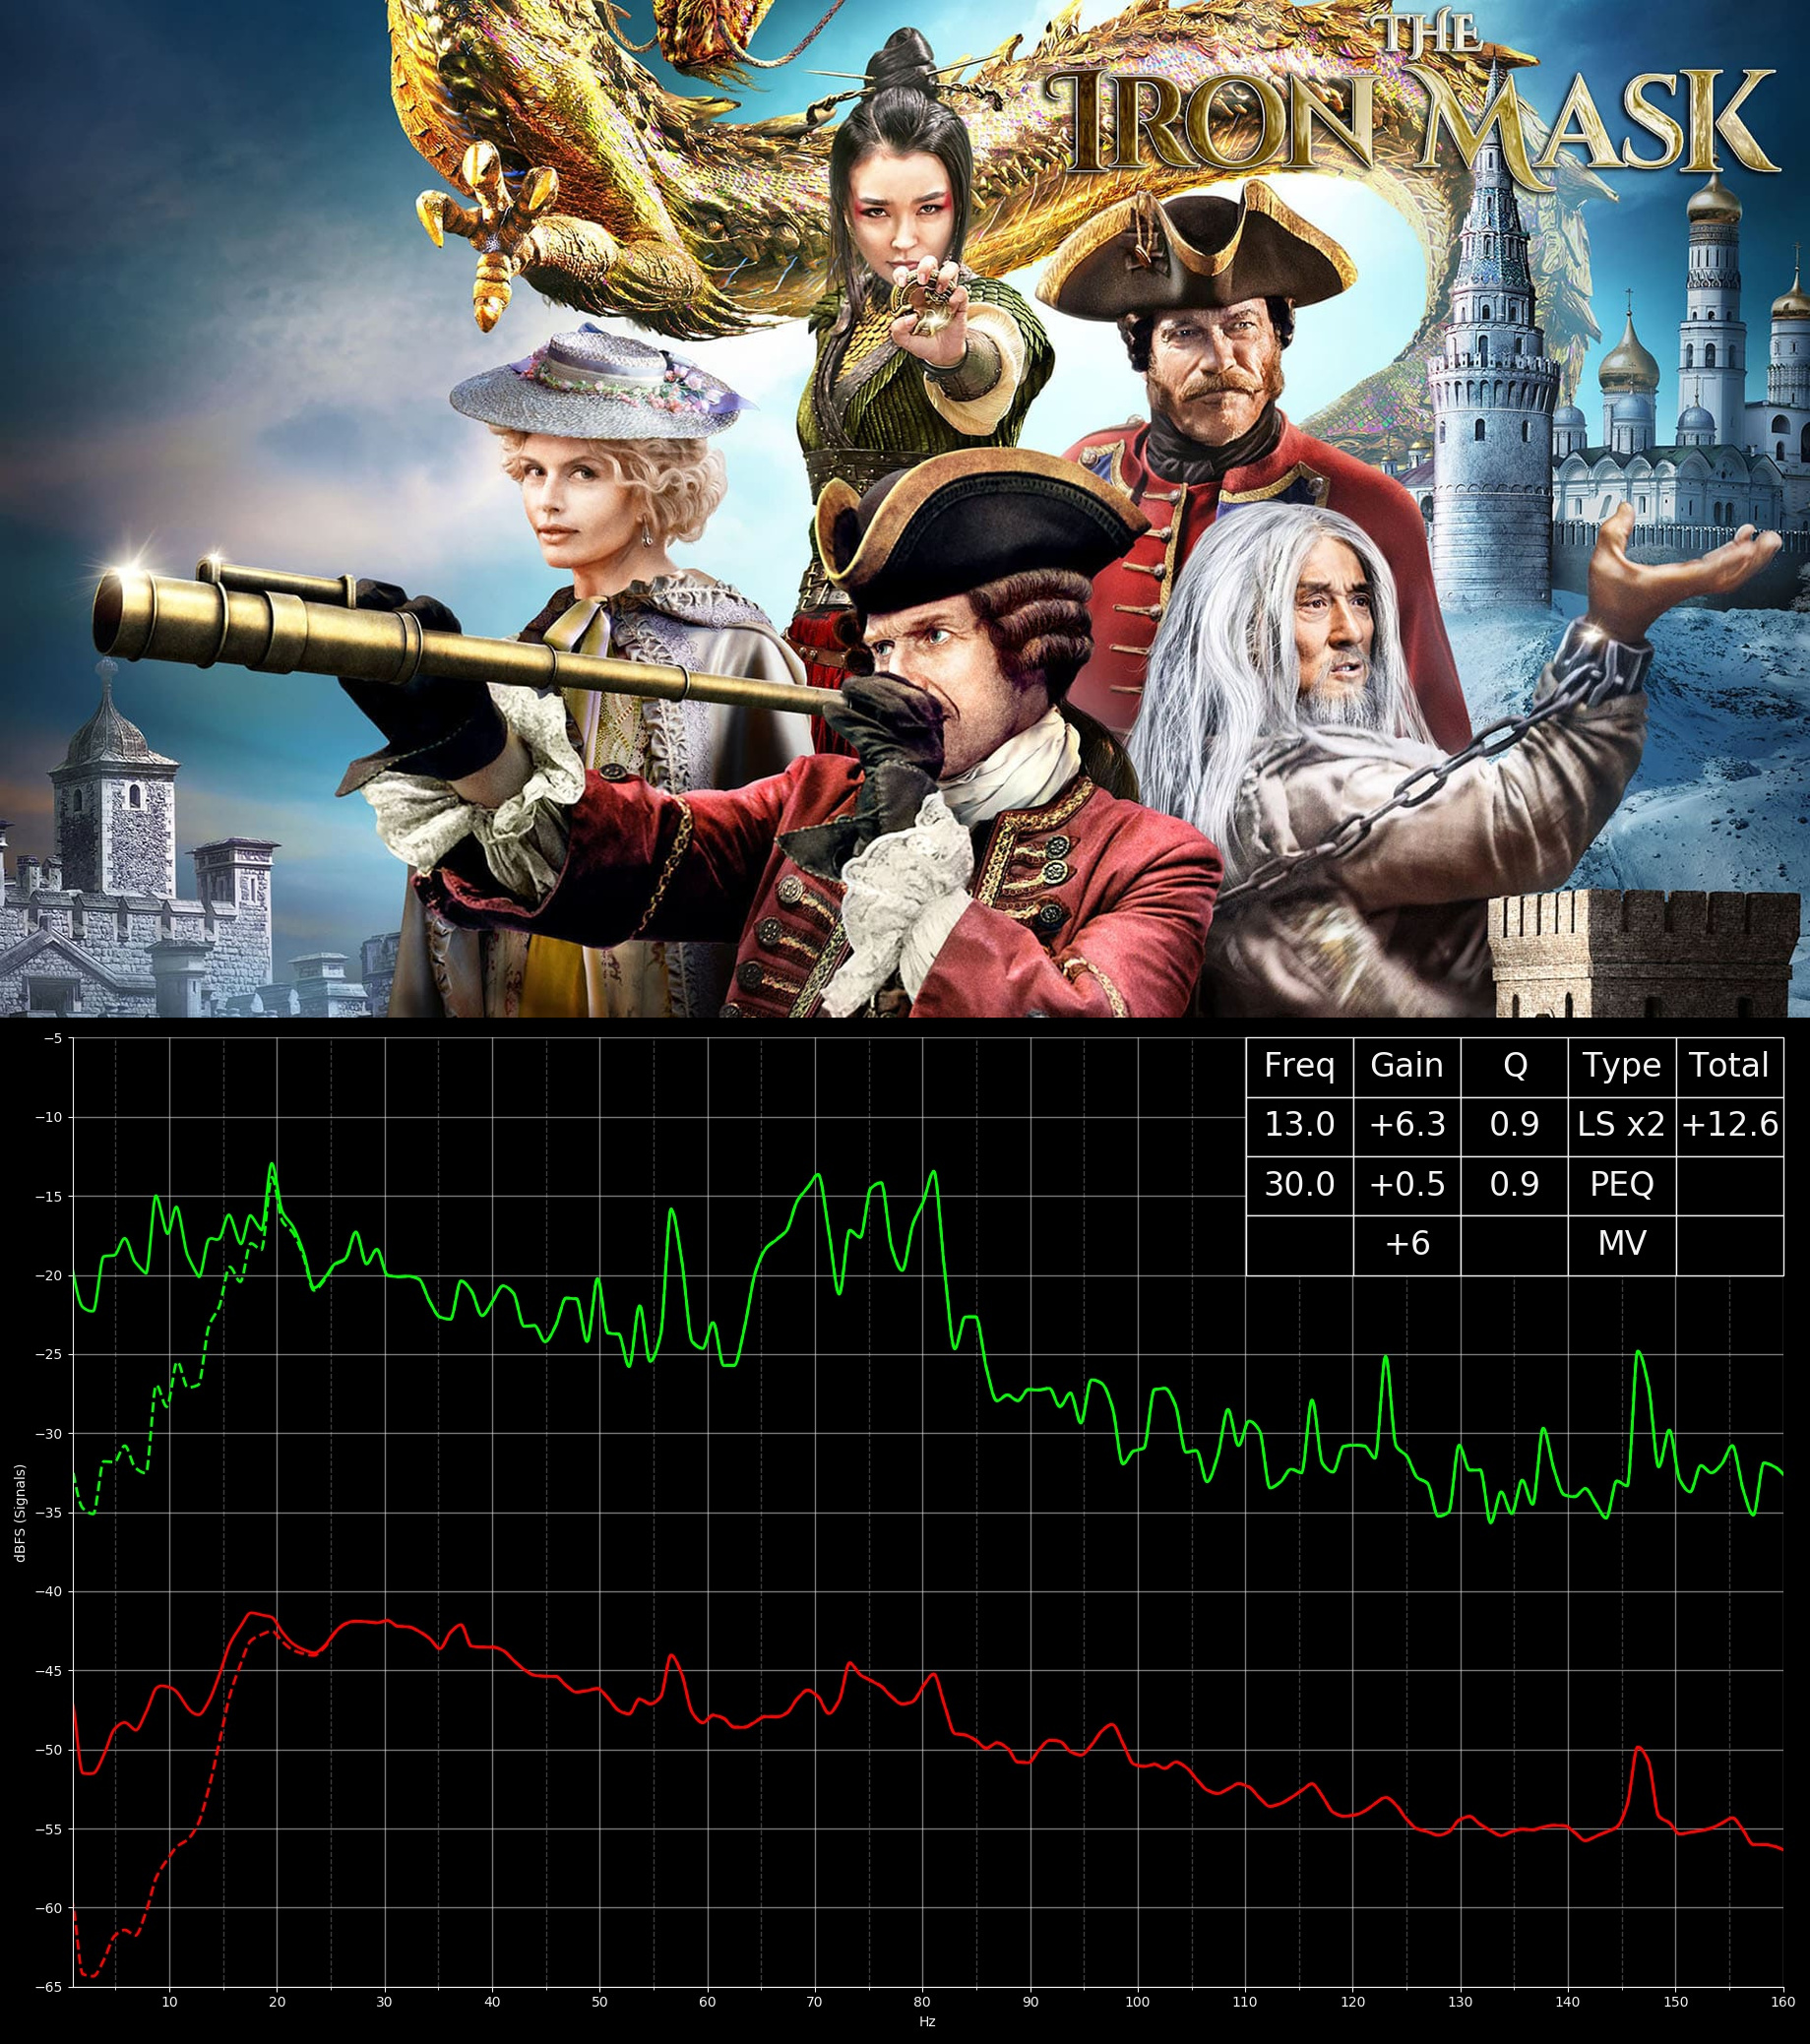 THE
IRON MASK
Freq Gain Q Type Total
13.0 +6.3 0.9 LS x2 +12.6
30.0 +0.5 0.9 PEQ
+6 MV
−5
−10
−15
−20
−25
−30
−35
−40
−45
−50
−55
−60
−65
dBFS (Signals)
10 20 30 40 50 60 70 80 90 100 110 120 130 140 150 160
Hz